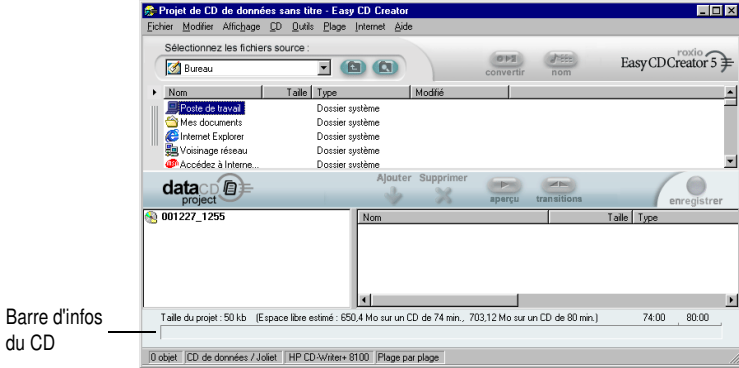 Projet de CD de données sans titre - Easy CD Creator
Fichier Modifier Affichage CD Outils Plage Internet Aide
Sélectionnez les fichiers source :
Bureau
convertir nom
roxio
Easy CD Creator 5
Nom Taille Type Modifié
Poste de travail Dossier système
Mes documents Dossier système
Internet Explorer Dossier système
Voisinage réseau Dossier système
Accédez à Interne... Dossier système
datacd
project
Ajouter Supprimer
aperçu transitions enregistrer
001227_1255
Nom Taille Type
Taille du projet : 50 kb (Espace libre estimé : 650,4 Mo sur un CD de 74 min., 703,12 Mo sur un CD de 80 min.) 74:00 80:00
Barre d'infos
du CD
0 objet CD de données / Joliet HP CD-Writer+ 8100 Plage par plage